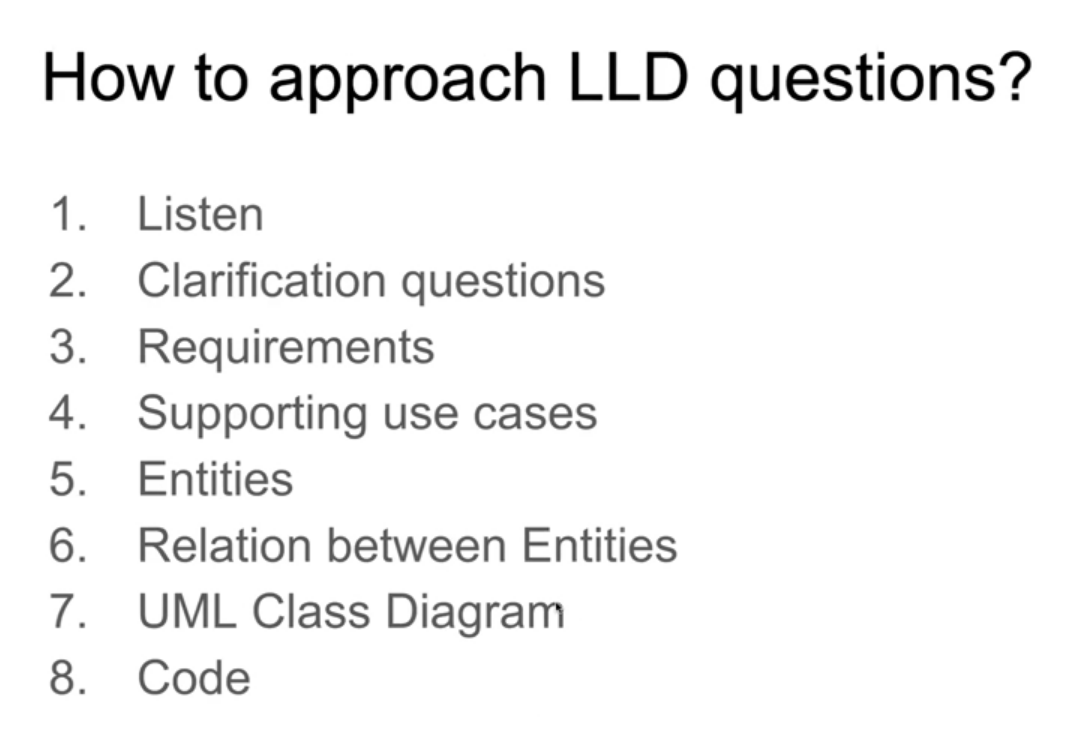 How to approach LLD questions?
1. Listen
2. Clarification questions
3. Requirements
4. Supporting use cases
5. Entities
6. Relation between Entities
7. UML Class Diagram
8. Code